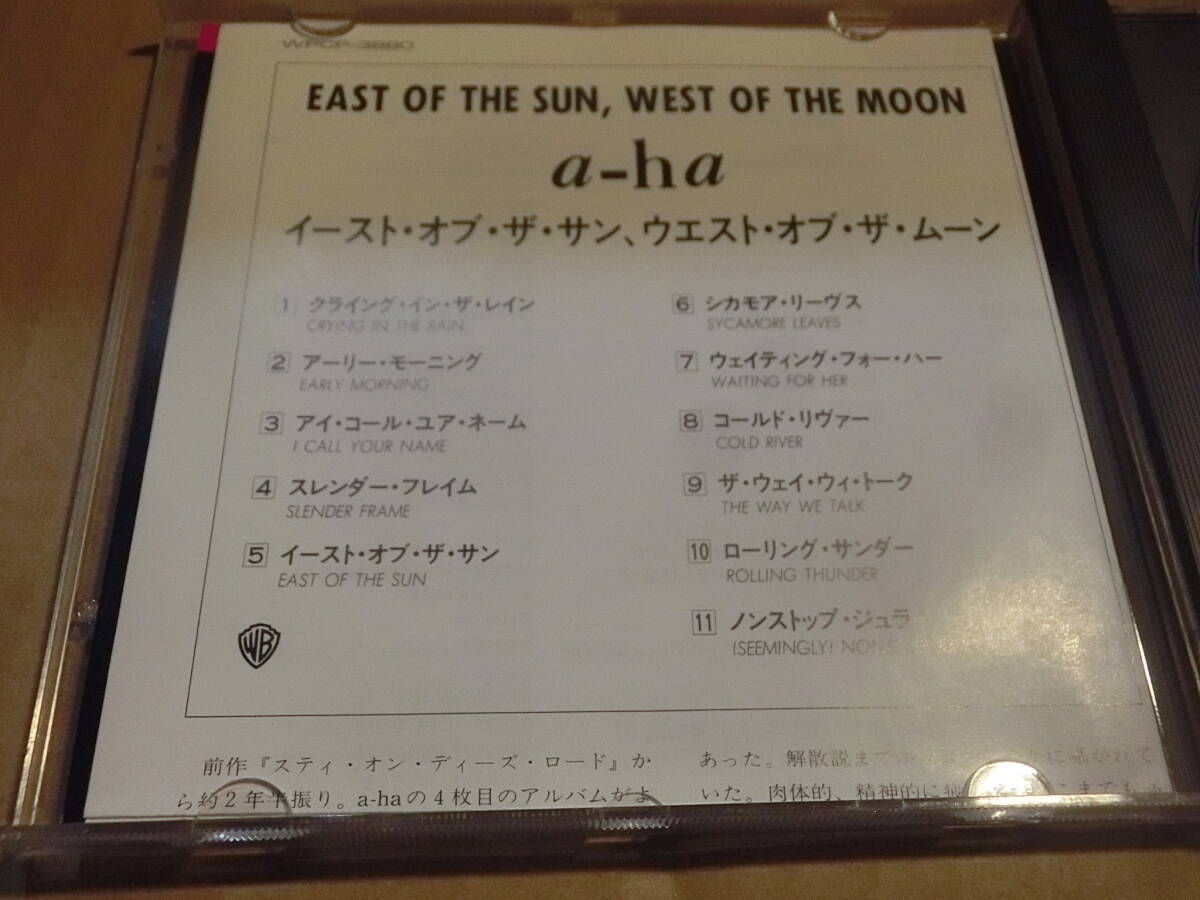 WPCP-3880
EAST OF THE SUN, WEST OF THE MOON
a-ha
イースト・オブ・ザ・サン、ウエスト・オブ・ザ・ムーン
1 クライング・イン・ザ・レイン
CRYING IN THE RAIN
2 アーリー・モーニング
EARLY MORNING
3 アイ・コール・ユア・ネーム
I CALL YOUR NAME
4 スレンダー・フレイム
SLENDER FRAME
5 イースト・オブ・ザ・サン
EAST OF THE SUN
6 シカモア・リーヴス
SYCAMORE LEAVES
7 ウェイティング・フォー・ハー
WAITING FOR HER
8 コールド・リヴァー
COLD RIVER
9 ザ・ウェイ・ウィ・トーク
THE WAY WE TALK
10 ローリング・サンダー
ROLLING THUNDER
11 ノンストップ・ジュラ
(SEEMINGLY) NONS
WB
前作『スティ・オン・ディーズ・ロード』か
ら約2年半振り。a-haの4枚目のアルバムがよ
あった。解散説まで に囁かれて
いた。肉体的、精神的に疲